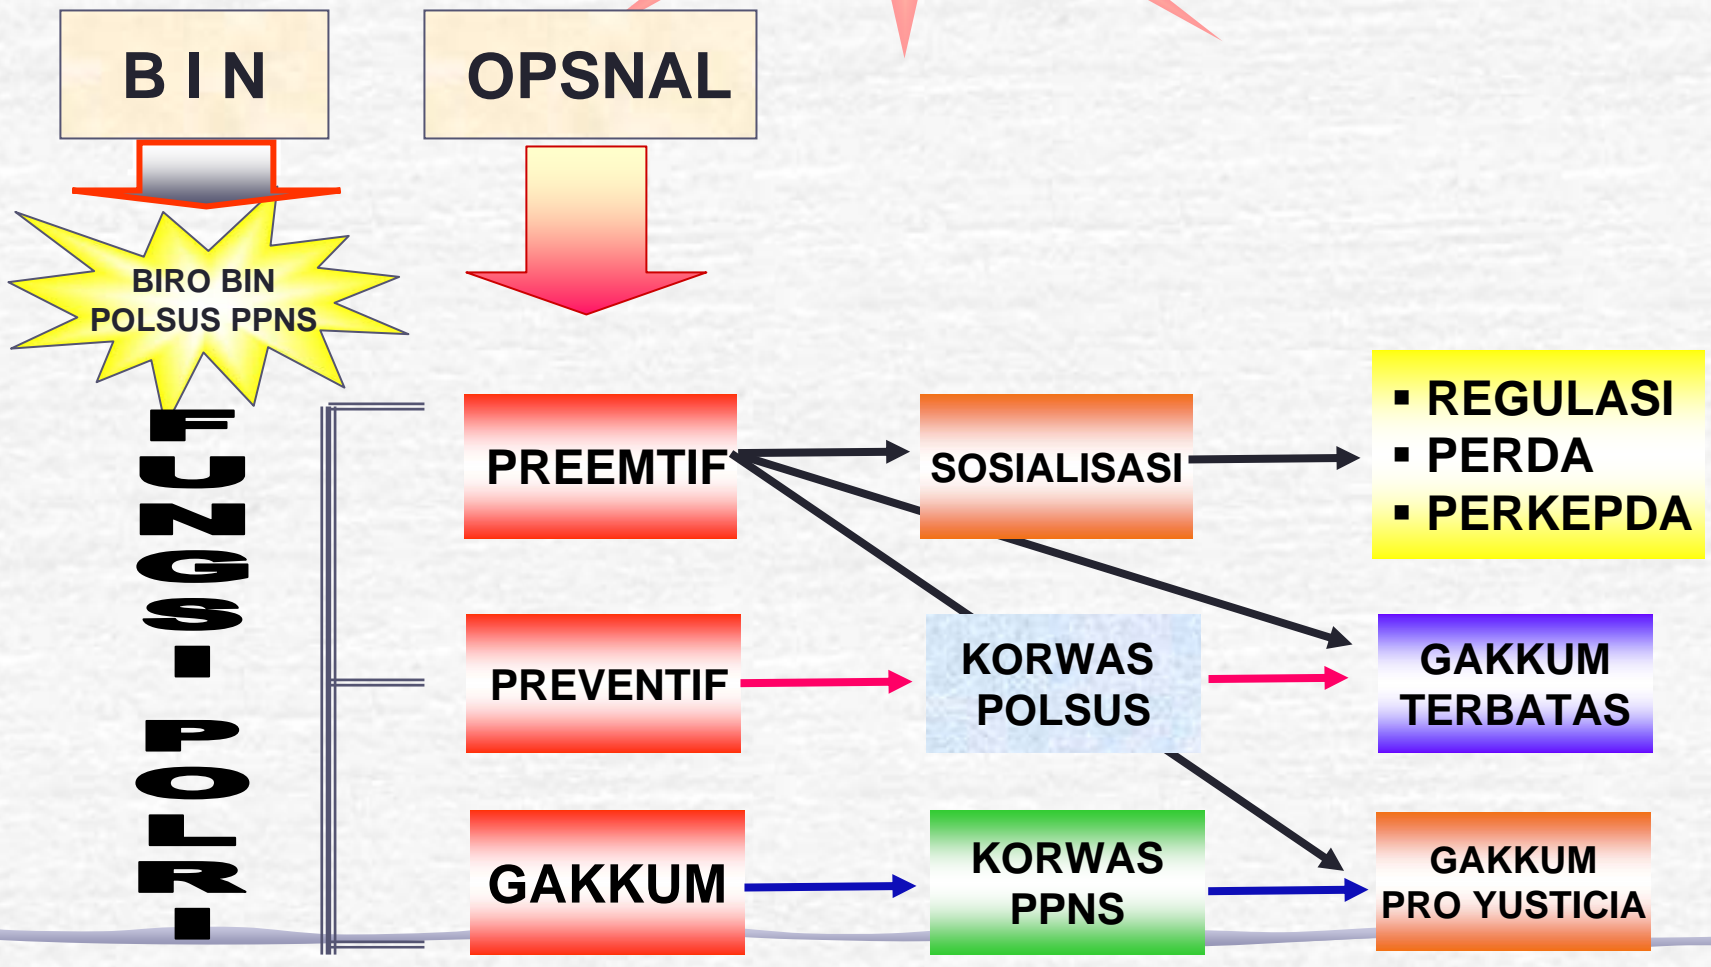 B I N
OPSNAL
BIRO BIN
POLSUS PPNS
FUNGSI POLRI
PREEMTIF
SOSIALISASI
▪ REGULASI
▪ PERDA
▪ PERKEPDA
PREVENTIF
KORWAS
POLSUS
GAKKUM
TERBATAS
GAKKUM
KORWAS
PPNS
GAKKUM
PRO YUSTICIA